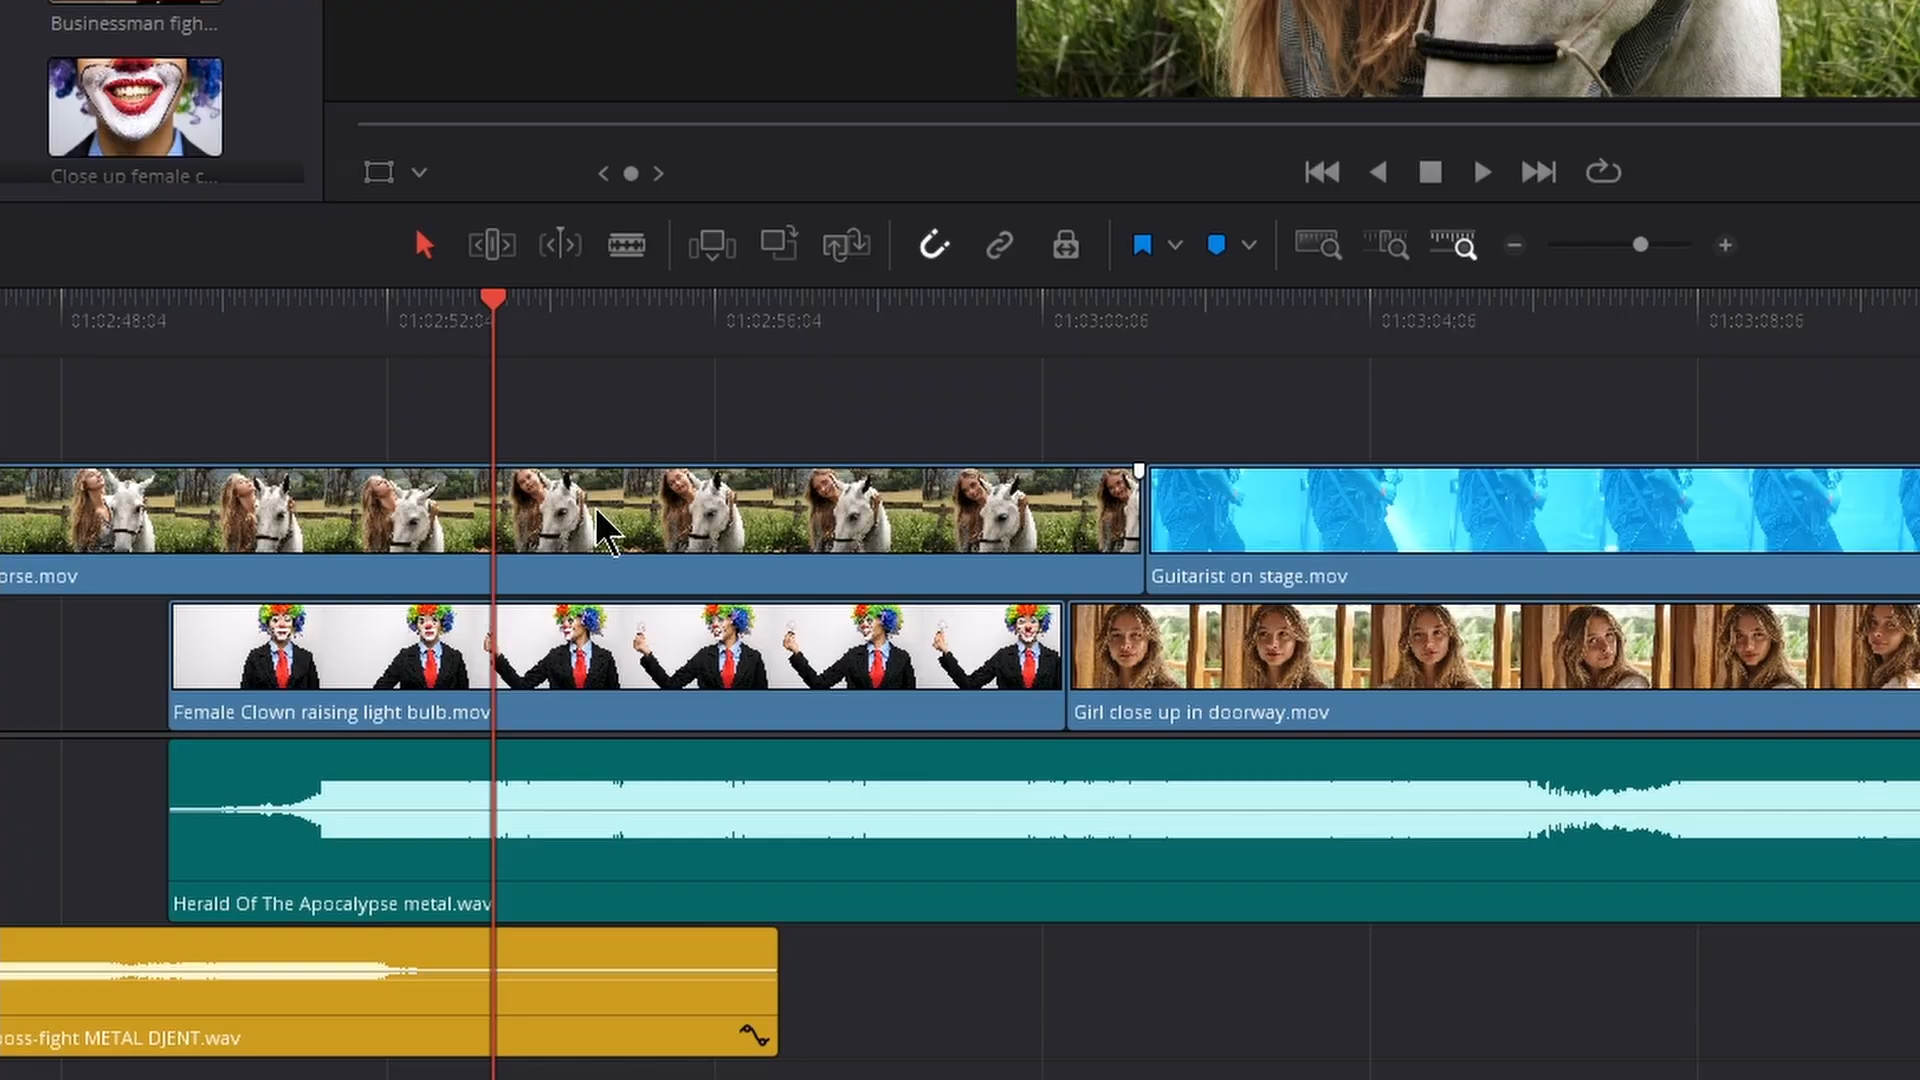 Businessman figh...
Close up female c...
01:02:48;04
01:02:52;04
01:02:56;04
01:03:00;06
01:03:04;06
01:03:08;06
orse.mov
Guitarist on stage.mov
Female Clown raising light bulb.mov
Girl close up in doorway.mov
Herald Of The Apocalypse metal.wav
oss-fight METAL DJENT.wav